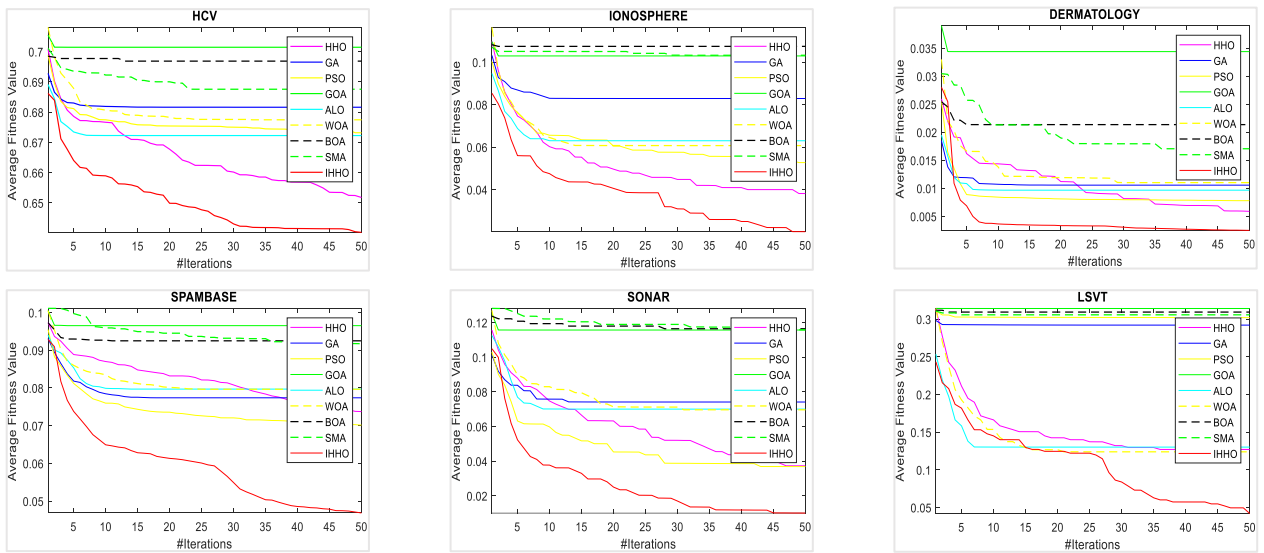 HCV
Average Fitness Value
0.7
0.69
0.68
0.67
0.66
0.65
5 10 15 20 25 30 35 40 45 50
#Iterations
HHO
GA
PSO
GOA
ALO
WOA
BOA
SMA
IHHO
IONOSPHERE
Average Fitness Value
0.1
0.08
0.06
0.04
5 10 15 20 25 30 35 40 45 50
#Iterations
HHO
GA
PSO
GOA
ALO
WOA
BOA
SMA
IHHO
DERMATOLOGY
Average Fitness Value
0.035
0.03
0.025
0.02
0.015
0.01
0.005
5 10 15 20 25 30 35 40 45 50
#Iterations
HHO
GA
PSO
GOA
ALO
WOA
BOA
SMA
IHHO
SPAMBASE
Average Fitness Value
0.1
0.09
0.08
0.07
0.06
0.05
5 10 15 20 25 30 35 40 45 50
#Iterations
HHO
GA
PSO
GOA
ALO
WOA
BOA
SMA
IHHO
SONAR
Average Fitness Value
0.12
0.1
0.08
0.06
0.04
0.02
5 10 15 20 25 30 35 40 45 50
#Iterations
HHO
GA
PSO
GOA
ALO
WOA
BOA
SMA
IHHO
LSVT
Average Fitness Value
0.3
0.25
0.2
0.15
0.1
0.05
5 10 15 20 25 30 35 40 45 50
#Iterations
HHO
GA
PSO
GOA
ALO
WOA
BOA
SMA
IHHO